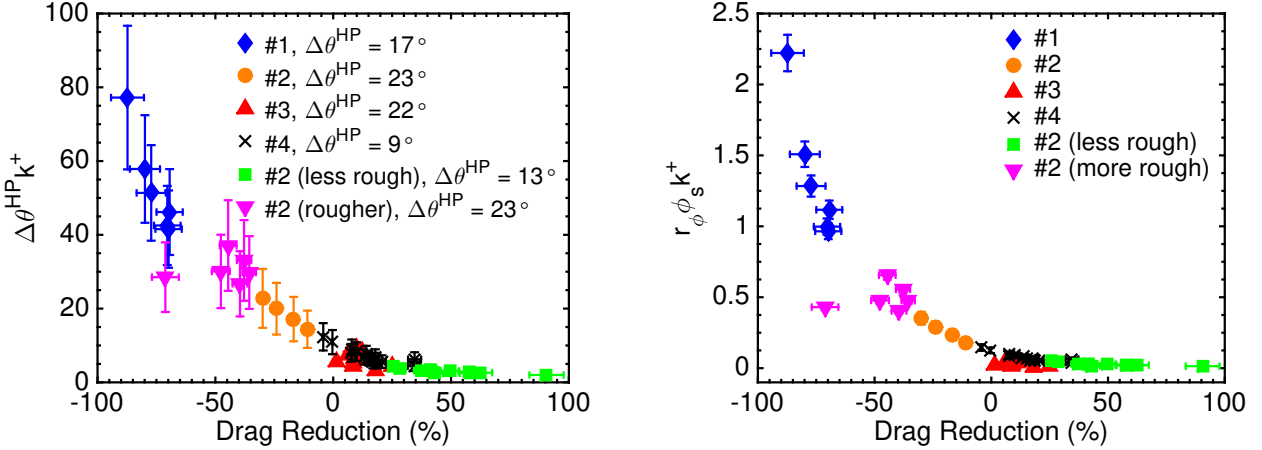 100
80
60
40
20
0
Δθ^HP k^+
#1, Δθ^HP = 17°
#2, Δθ^HP = 23°
#3, Δθ^HP = 22°
#4, Δθ^HP = 9°
#2 (less rough), Δθ^HP = 13°
#2 (rougher), Δθ^HP = 23°
-100 -50 0 50 100
Drag Reduction (%)
2.5
2
1.5
1
0.5
0
r_ϕ ϕ_s k^+
#1
#2
#3
#4
#2 (less rough)
#2 (more rough)
-100 -50 0 50 100
Drag Reduction (%)